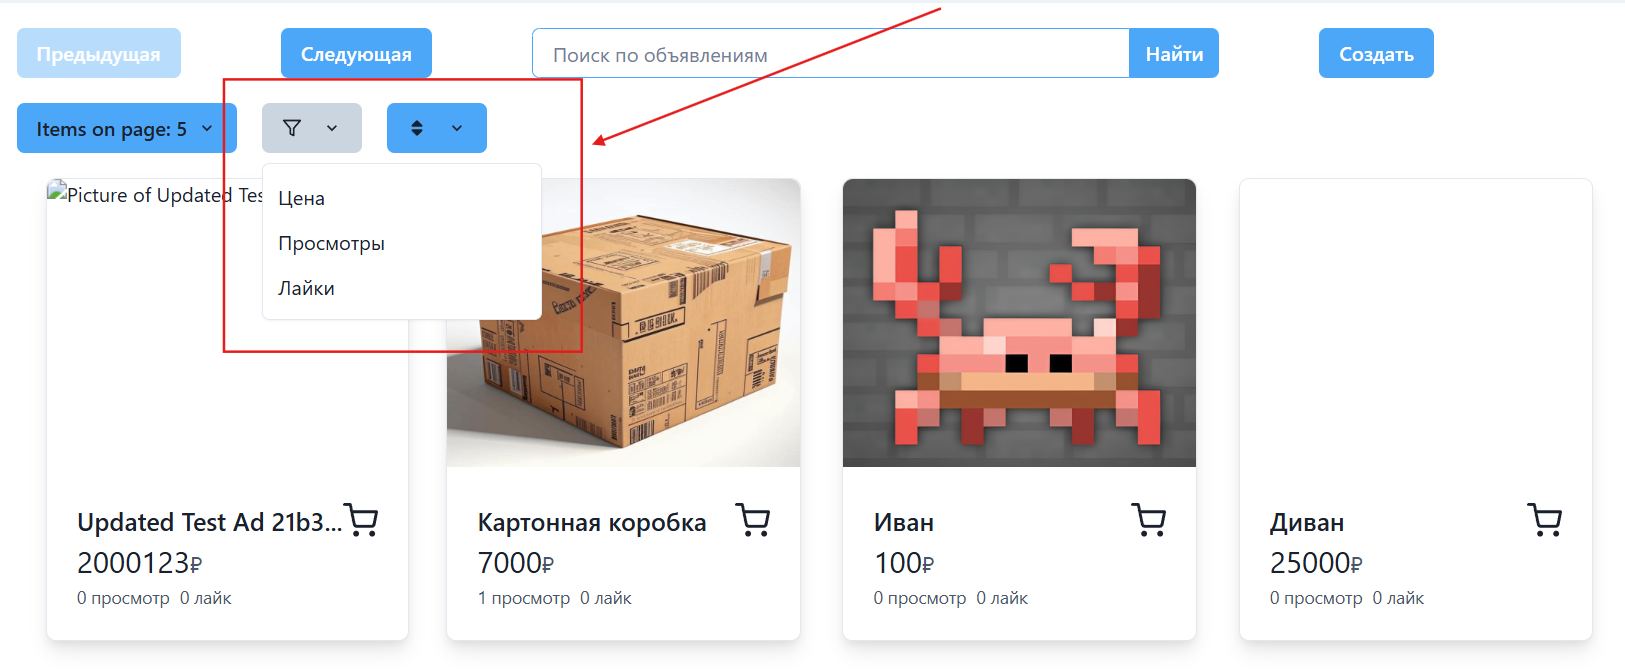 Предыдущая
Следующая
Поиск по объявлениям
Найти
Создать
Items on page: 5
Цена
Просмотры
Лайки
Picture of Updated Tes
Updated Test Ad 21b3...
2000123₽
0 просмотр 0 лайк
Картонная коробка
7000₽
1 просмотр 0 лайк
Иван
100₽
0 просмотр 0 лайк
Диван
25000₽
0 просмотр 0 лайк